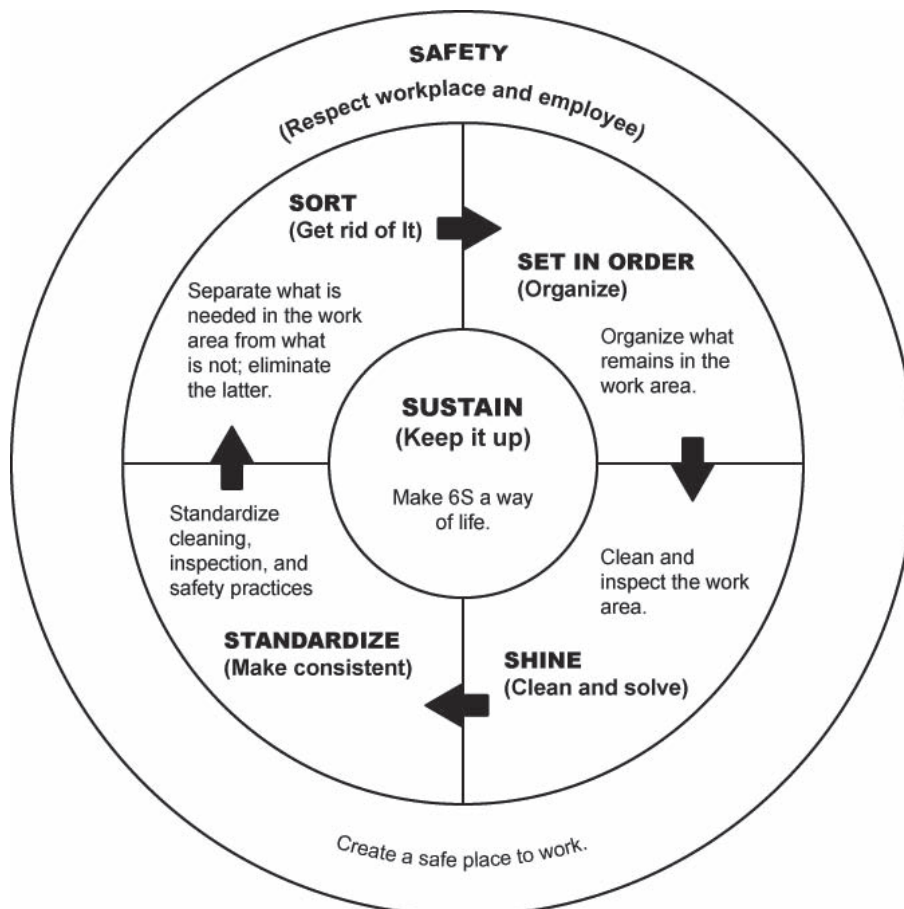 SAFETY
(Respect workplace and employee)
SORT
(Get rid of It)
Separate what is
needed in the work
area from what
is not; eliminate
the latter.
SET IN ORDER
(Organize)
Organize what
remains in the
work area.
SUSTAIN
(Keep it up)
Make 6S a way
of life.
Clean and
inspect the work
area.
SHINE
(Clean and solve)
Standardize
cleaning,
inspection, and
safety practices
STANDARDIZE
(Make consistent)
Create a safe place to work.